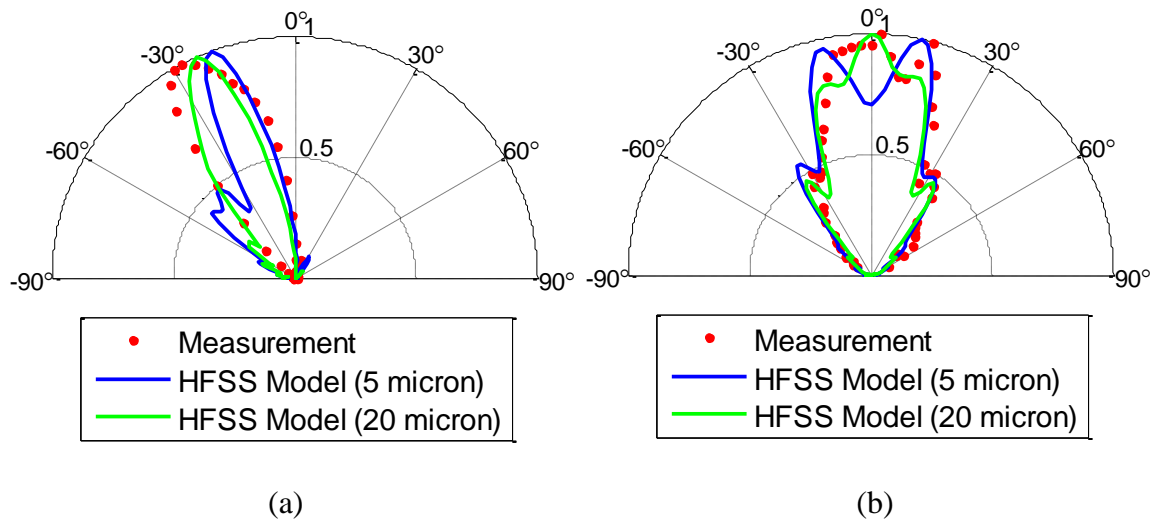 0° 1
-30° 30°
-60° 60°
0.5
-90° 90°
Measurement
HFSS Model (5 micron)
HFSS Model (20 micron)
(a)
0° 1
-30° 30°
-60° 60°
0.5
-90° 90°
Measurement
HFSS Model (5 micron)
HFSS Model (20 micron)
(b)